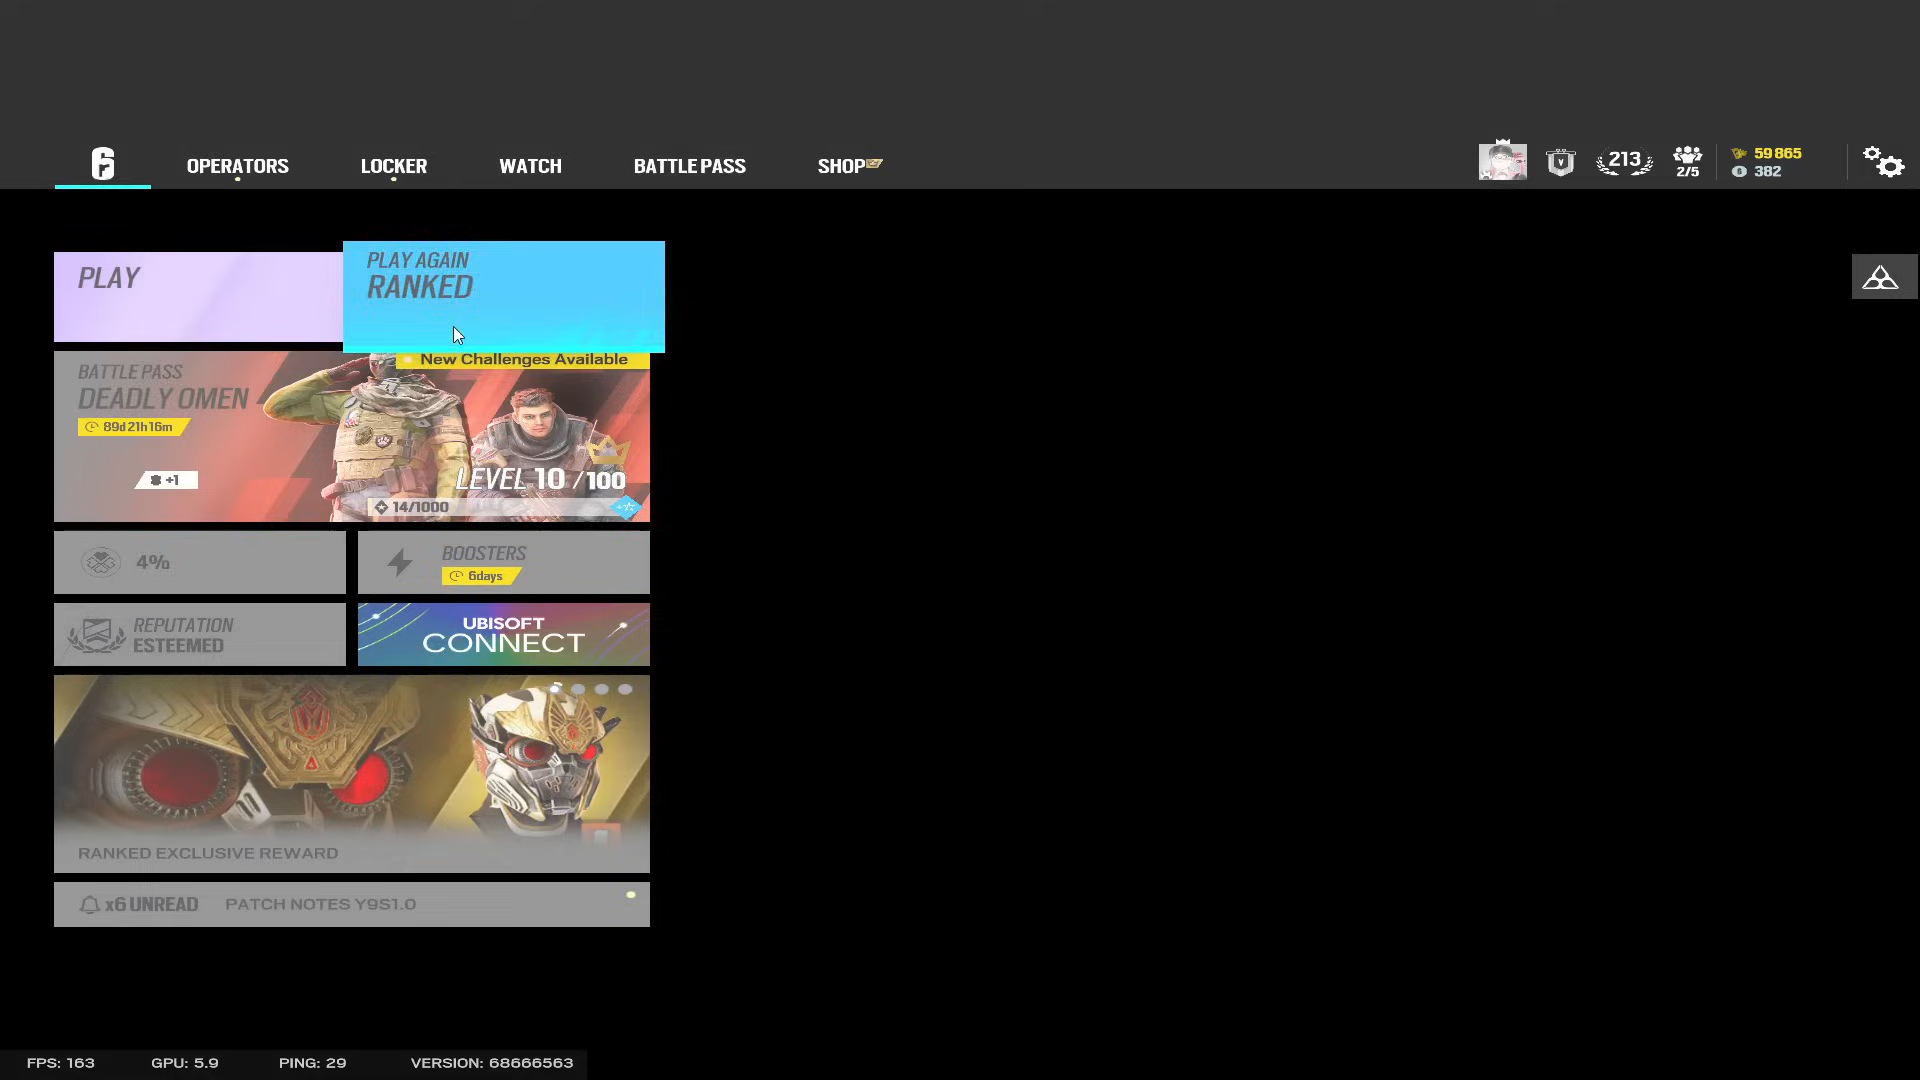 OPERATORS
LOCKER
WATCH
BATTLE PASS
SHOP
213
2/5
59 865
382
PLAY
PLAY AGAIN
RANKED
New Challenges Available
BATTLE PASS
DEADLY OMEN
89d 21h 16m
+1
LEVEL 10 / 100
14/1000
4%
BOOSTERS
6days
REPUTATION
ESTEEMED
UBISOFT
CONNECT
RANKED EXCLUSIVE REWARD
x6 UNREAD PATCH NOTES Y9S1.0
FPS: 163 GPU: 5.9 PING: 29 VERSION: 68666563